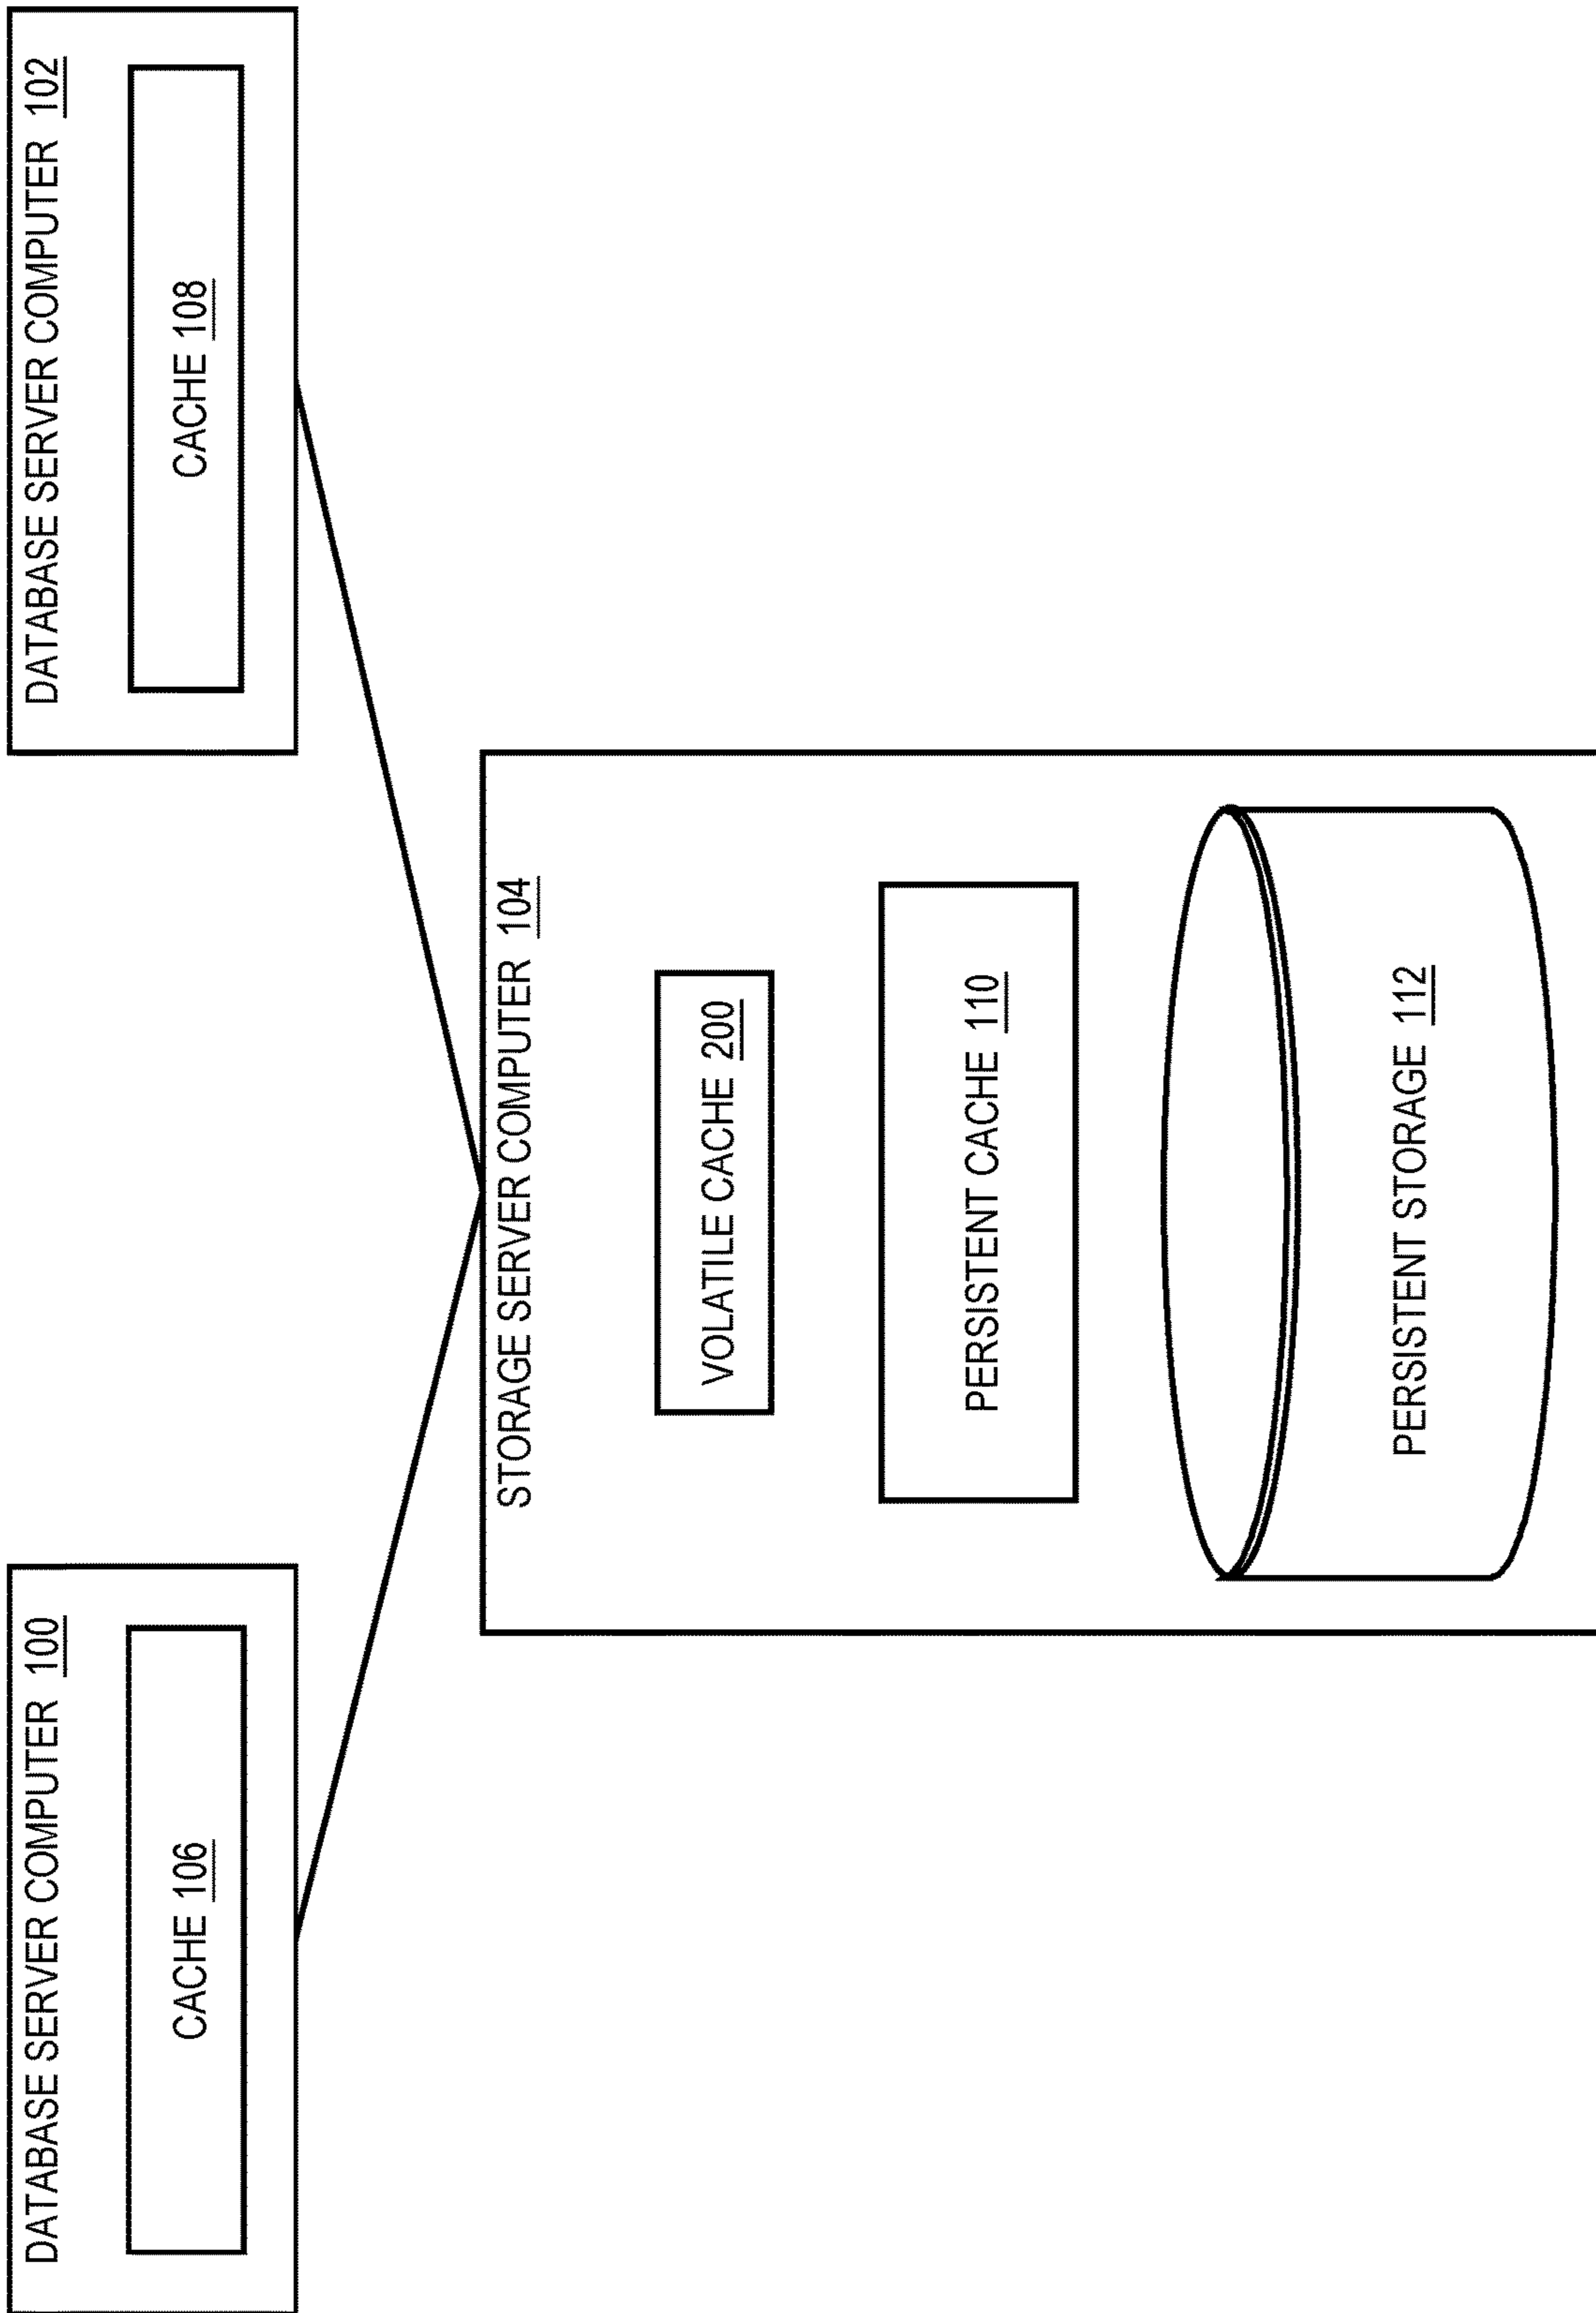 DATABASE SERVER COMPUTER 100
CACHE 106
DATABASE SERVER COMPUTER 102
CACHE 108
STORAGE SERVER COMPUTER 104
VOLATILE CACHE 200
PERSISTENT CACHE 110
PERSISTENT STORAGE 112